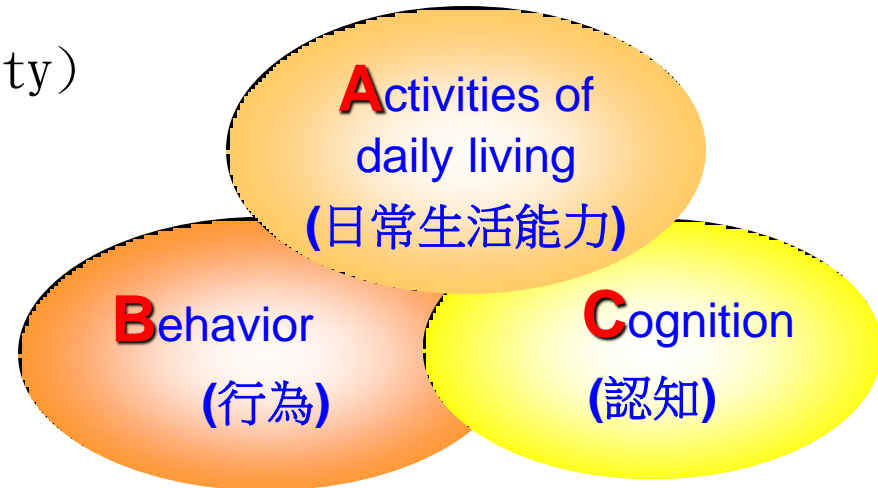 ty)
Activities of
daily living
(日常生活能力)
Behavior
(行為)
Cognition
(認知)